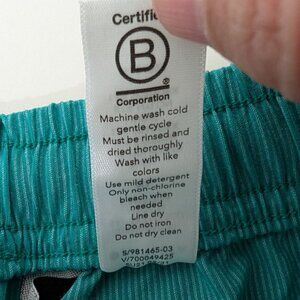 Certifie
B
®
Corporation
Machine wash cold
gentle cycle
Must be rinsed and
dried thoroughly
Wash with like
colors
Use mild detergent
Only non-chlorine
bleach when
needed
Line dry
Do not iron
Do not dry clean
S/981465-03
V/700049425